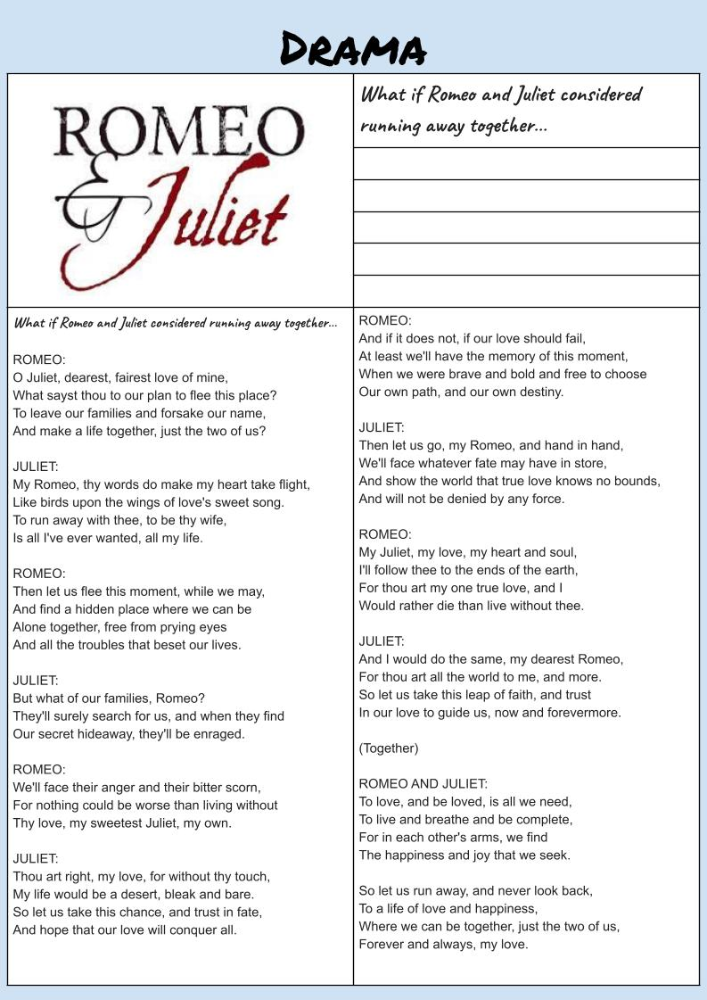 DRAMA
ROMEO
& Juliet
What if Romeo and Juliet considered
running away together...
What if Romeo and Juliet considered running away together...
ROMEO:
O Juliet, dearest, fairest love of mine,
What sayst thou to our plan to flee this place?
To leave our families and forsake our name,
And make a life together, just the two of us?
JULIET:
My Romeo, thy words do make my heart take flight,
Like birds upon the wings of love's sweet song.
To run away with thee, to be thy wife,
Is all I've ever wanted, all my life.
ROMEO:
Then let us flee this moment, while we may,
And find a hidden place where we can be
Alone together, free from prying eyes
And all the troubles that beset our lives.
JULIET:
But what of our families, Romeo?
They'll surely search for us, and when they find
Our secret hideaway, they'll be enraged.
ROMEO:
We'll face their anger and their bitter scorn,
For nothing could be worse than living without
Thy love, my sweetest Juliet, my own.
JULIET:
Thou art right, my love, for without thy touch,
My life would be a desert, bleak and bare.
So let us take this chance, and trust in fate,
And hope that our love will conquer all.
ROMEO:
And if it does not, if our love should fail,
At least we'll have the memory of this moment,
When we were brave and bold and free to choose
Our own path, and our own destiny.
JULIET:
Then let us go, my Romeo, and hand in hand,
We'll face whatever fate may have in store,
And show the world that true love knows no bounds,
And will not be denied by any force.
ROMEO:
My Juliet, my love, my heart and soul,
I'll follow thee to the ends of the earth,
For thou art my one true love, and I
Would rather die than live without thee.
JULIET:
And I would do the same, my dearest Romeo,
For thou art all the world to me, and more.
So let us take this leap of faith, and trust
In our love to guide us, now and forevermore.
(Together)
ROMEO AND JULIET:
To love, and be loved, is all we need,
To live and breathe and be complete,
For in each other's arms, we find
The happiness and joy that we seek.
So let us run away, and never look back,
To a life of love and happiness,
Where we can be together, just the two of us,
Forever and always, my love.